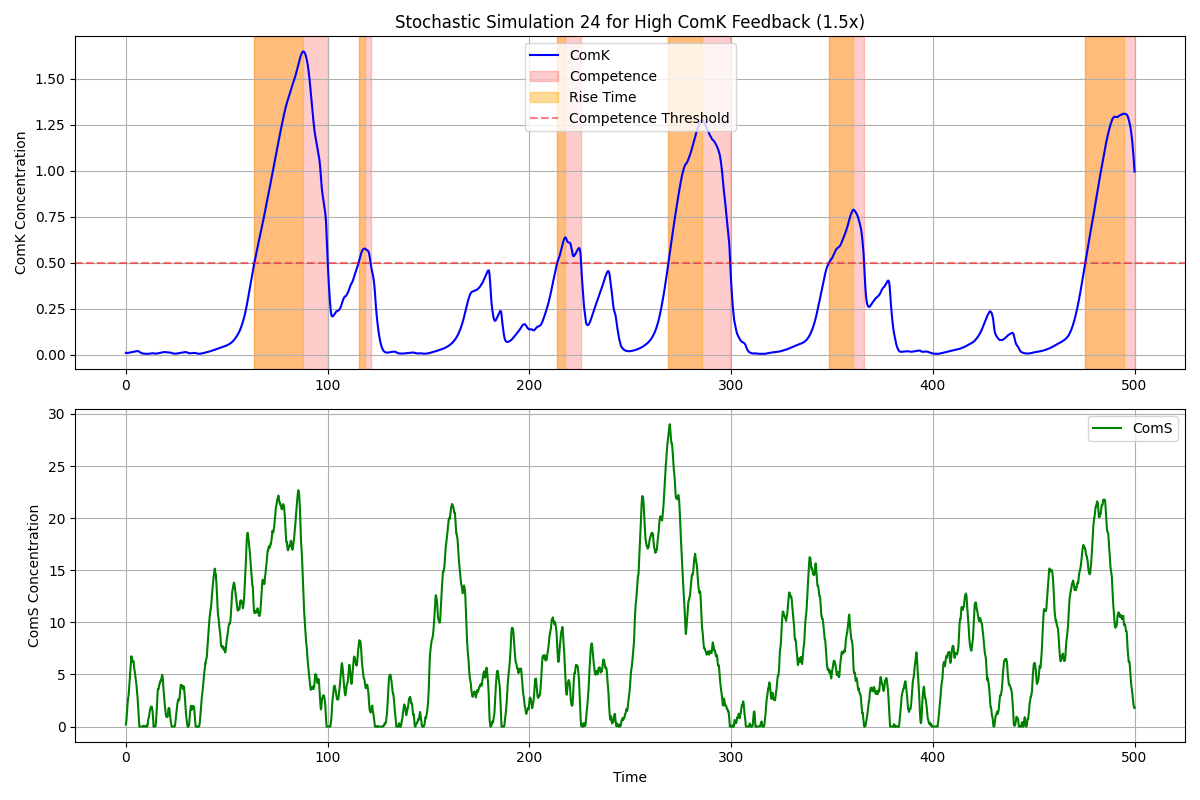 Stochastic Simulation 24 for High ComK Feedback (1.5x)
ComK Concentration
1.50
1.25
1.00
0.75
0.50
0.25
0.00
ComK
Competence
Rise Time
Competence Threshold
0 100 200 300 400 500
ComS Concentration
30
25
20
15
10
5
0
ComS
0 100 200 300 400 500
Time